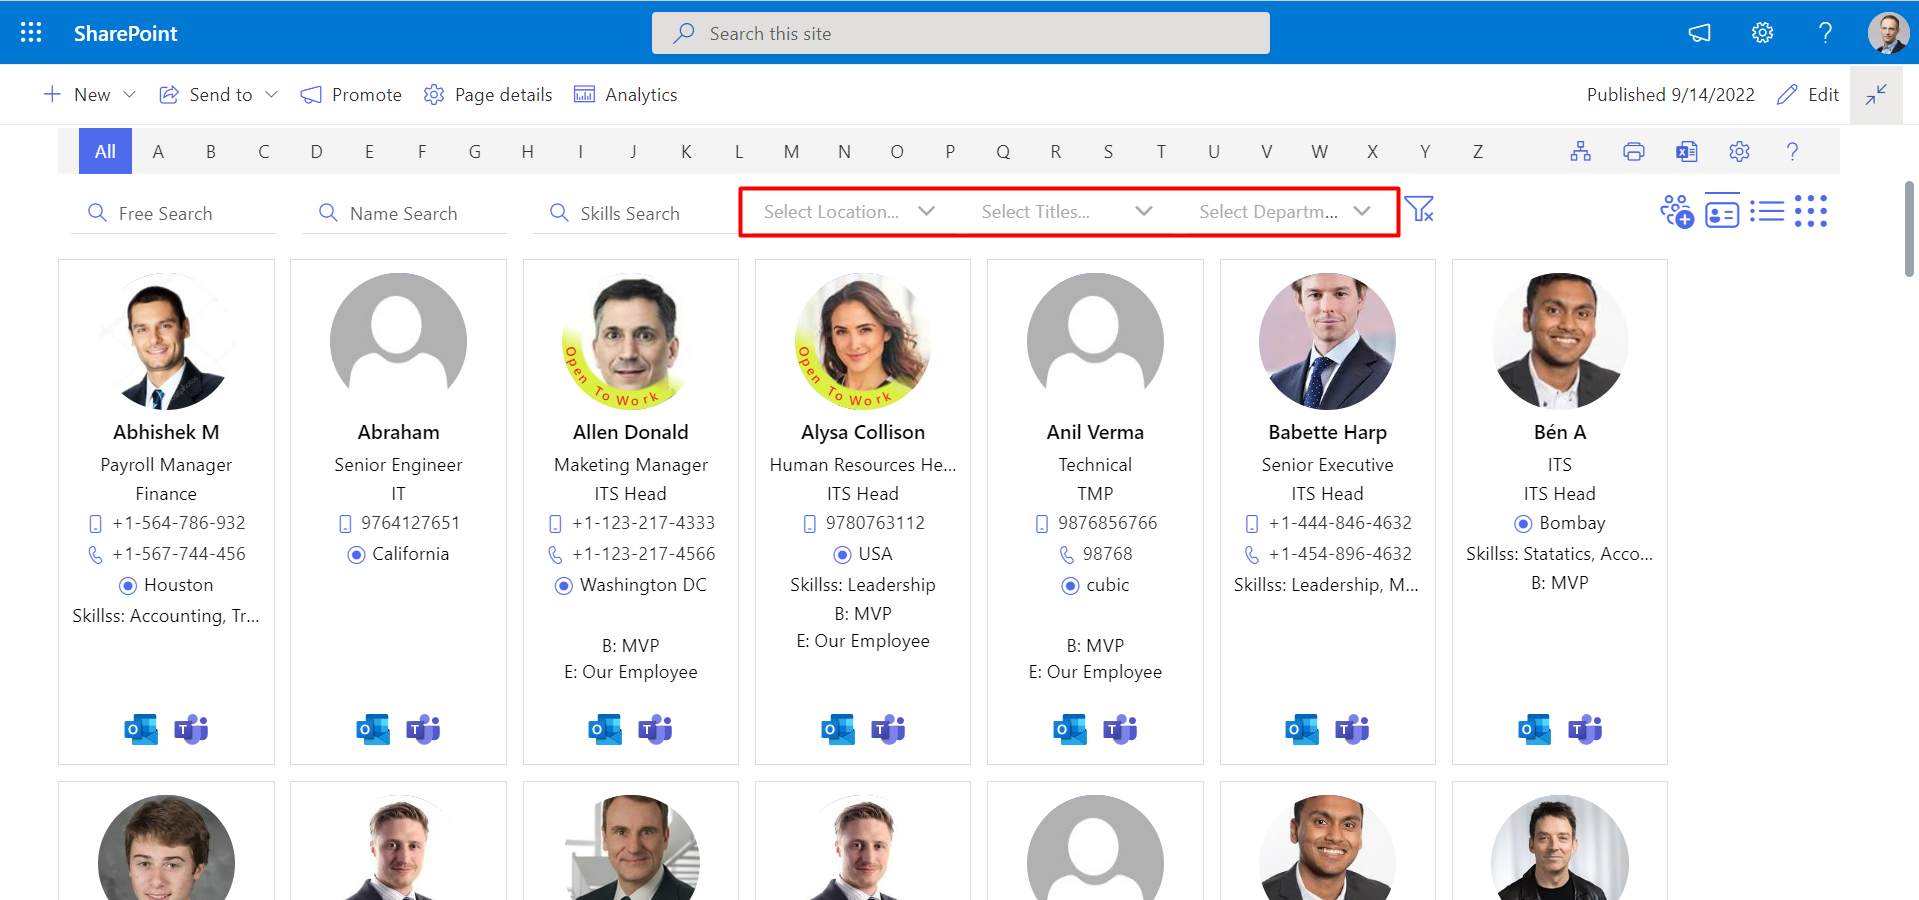 SharePoint
Search this site
New
Send to
Promote
Page details
Analytics
Published 9/14/2022
Edit
All A B C D E F G H I J K L M N O P Q R S T U V W X Y Z
Free Search
Name Search
Skills Search
Select Location...
Select Titles...
Select Departm...
Abhishek M
Payroll Manager
Finance
+1-564-786-932
+1-567-744-456
Houston
Skillss: Accounting, Tr...
Abraham
Senior Engineer
IT
9764127651
California
Open To Work
Allen Donald
Maketing Manager
ITS Head
+1-123-217-4333
+1-123-217-4566
Washington DC
B: MVP
E: Our Employee
Open To Work
Alysa Collison
Human Resources He...
ITS Head
9780763112
USA
Skillss: Leadership
B: MVP
E: Our Employee
Anil Verma
Technical
TMP
9876856766
98768
cubic
B: MVP
E: Our Employee
Babette Harp
Senior Executive
ITS Head
+1-444-846-4632
+1-454-896-4632
Skillss: Leadership, M...
Bén A
ITS
ITS Head
Bombay
Skillss: Statatics, Acco...
B: MVP